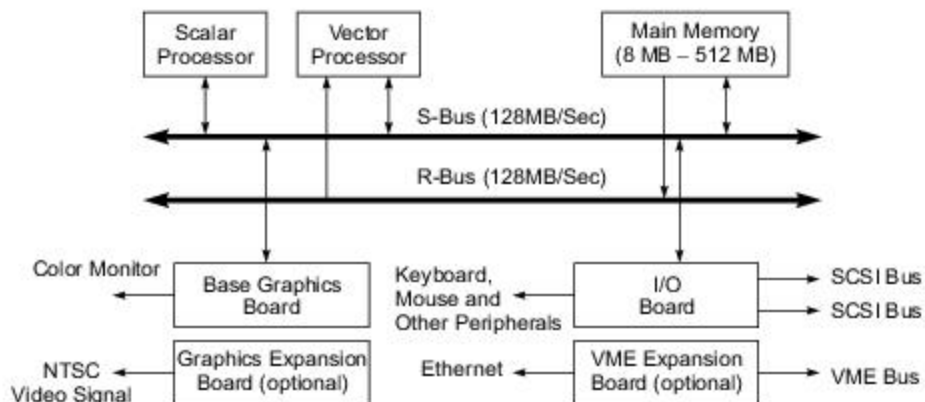 Scalar
Processor
Vector
Processor
Main Memory
(8 MB – 512 MB)
S-Bus (128MB/Sec)
R-Bus (128MB/Sec)
Color Monitor
Base Graphics
Board
Keyboard,
Mouse and
Other Peripherals
I/O
Board
SCSI Bus
SCSI Bus
NTSC
Video Signal
Graphics Expansion
Board (optional)
Ethernet
VME Expansion
Board (optional)
VME Bus